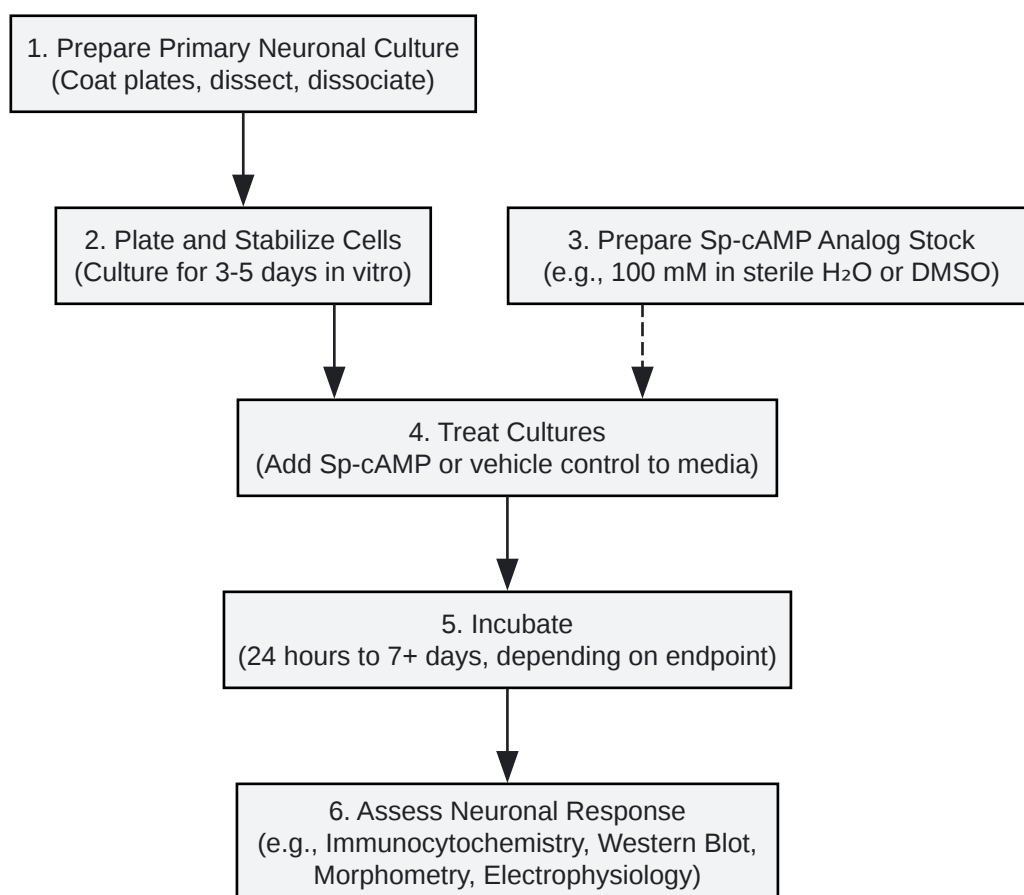 1. Prepare Primary Neuronal Culture
(Coat plates, dissect, dissociate)
2. Plate and Stabilize Cells
(Culture for 3-5 days in vitro)
3. Prepare Sp-cAMP Analog Stock
(e.g., 100 mM in sterile H₂O or DMSO)
4. Treat Cultures
(Add Sp-cAMP or vehicle control to media)
5. Incubate
(24 hours to 7+ days, depending on endpoint)
6. Assess Neuronal Response
(e.g., Immunocytochemistry, Western Blot,
Morphometry, Electrophysiology)